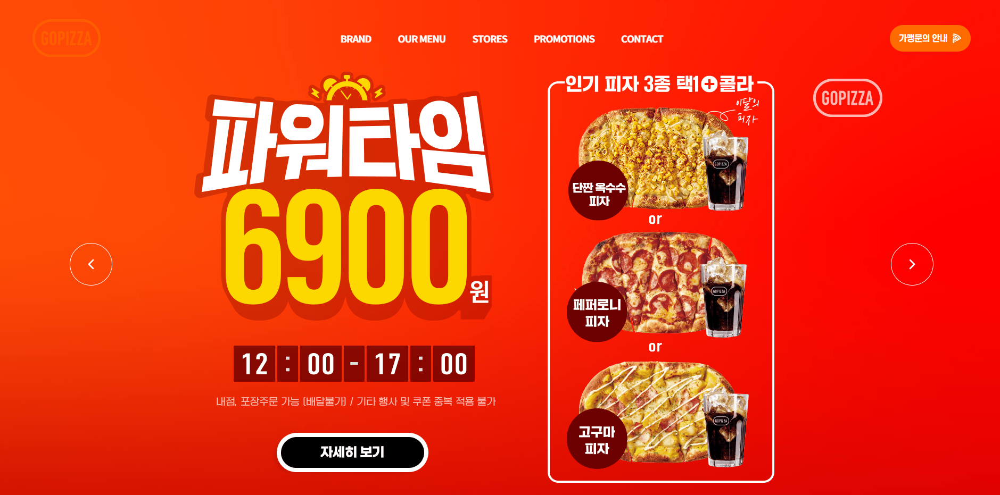 GOPIZZA
BRAND
OUR MENU
STORES
PROMOTIONS
CONTACT
가맹문의 안내
파워타임
6900원
12 : 00 - 17 : 00
내점, 포장주문 가능 (배달불가) / 기타 행사 및 쿠폰 중복 적용 불가
자세히 보기
인기 피자 3종 택1+콜라
이달의
피자
GOPIZZA
단짠 옥수수
피자
GOPIZZA
or
페퍼로니
피자
GOPIZZA
or
고구마
피자
GOPIZZA